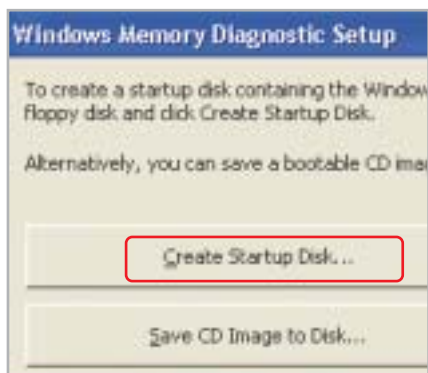 Windows Memory Diagnostic Setup
To create a startup disk containing the Window
floppy disk and click Create Startup Disk.
Alternatively, you can save a bootable CD ima
Create Startup Disk...
Save CD Image to Disk...